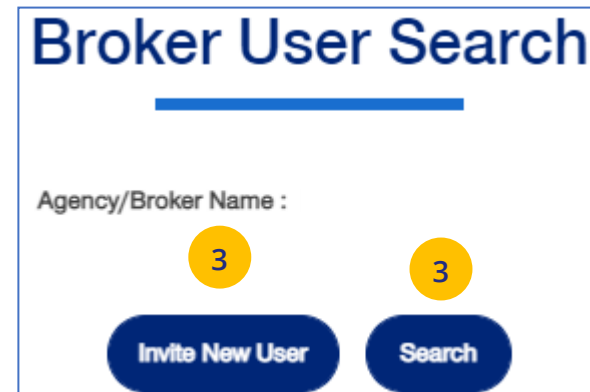 Broker User Search
Agency/Broker Name :
3 3
Invite New User Search